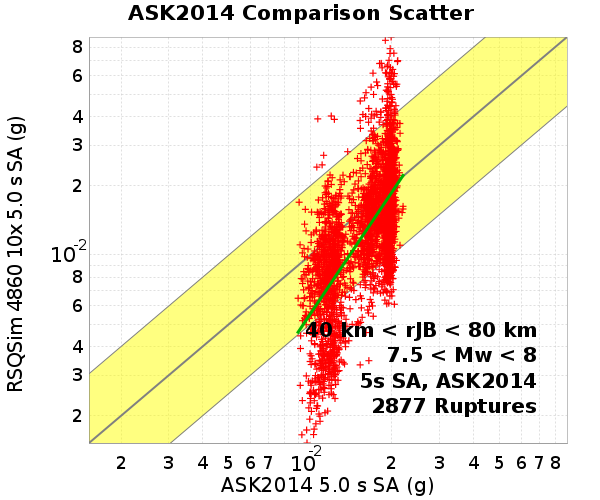 ASK2014 Comparison Scatter
RSQSim 4860 10x 5.0 s SA (g)
8
6
4
3
2
10-2
8
6
4
3
2
40 km < rJB < 80 km
7.5 < Mw < 8
5s SA, ASK2014
2877 Ruptures
2 3 4 5 6 7 10-2 2 3 4 5 6 7 8
ASK2014 5.0 s SA (g)